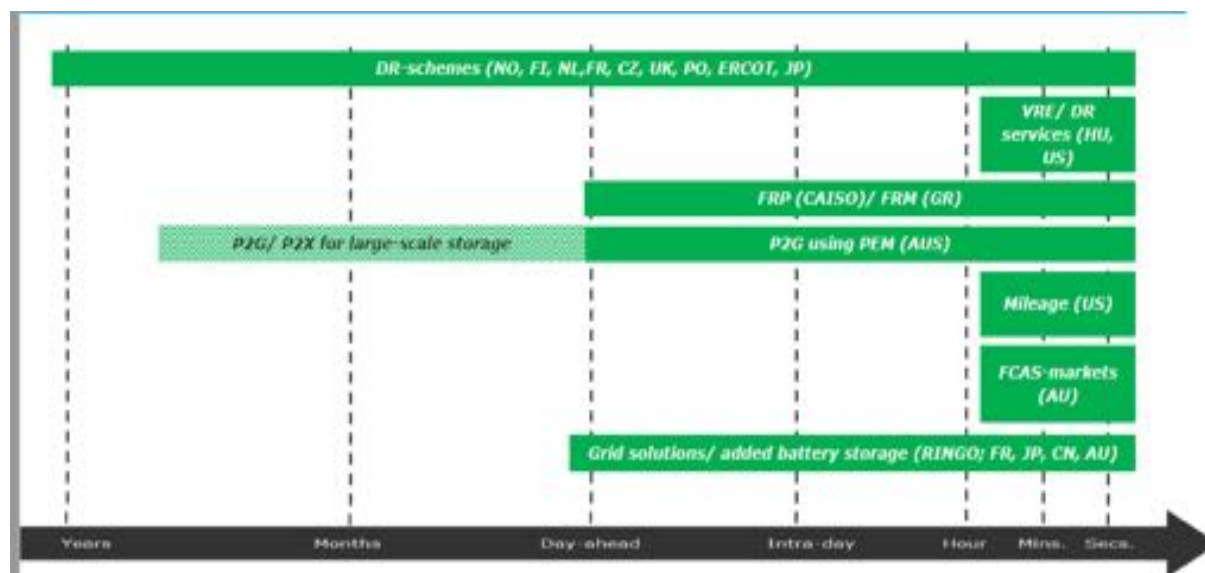 DR-schemes (NO, FI, NL,FR, CZ, UK, PO, ERCOT, JP)
VRE/ DR
services (HU,
US)
FRP (CAISO)/ FRM (GR)
P2G/ P2X for large-scale storage
P2G using PEM (AUS)
Mileage (US)
FCAS-markets
(AU)
Grid solutions/ added battery storage (RINGO; FR, JP, CN, AU)
Years
Months
Day-ahead
Intra-day
Hour
Mins.
Secs.